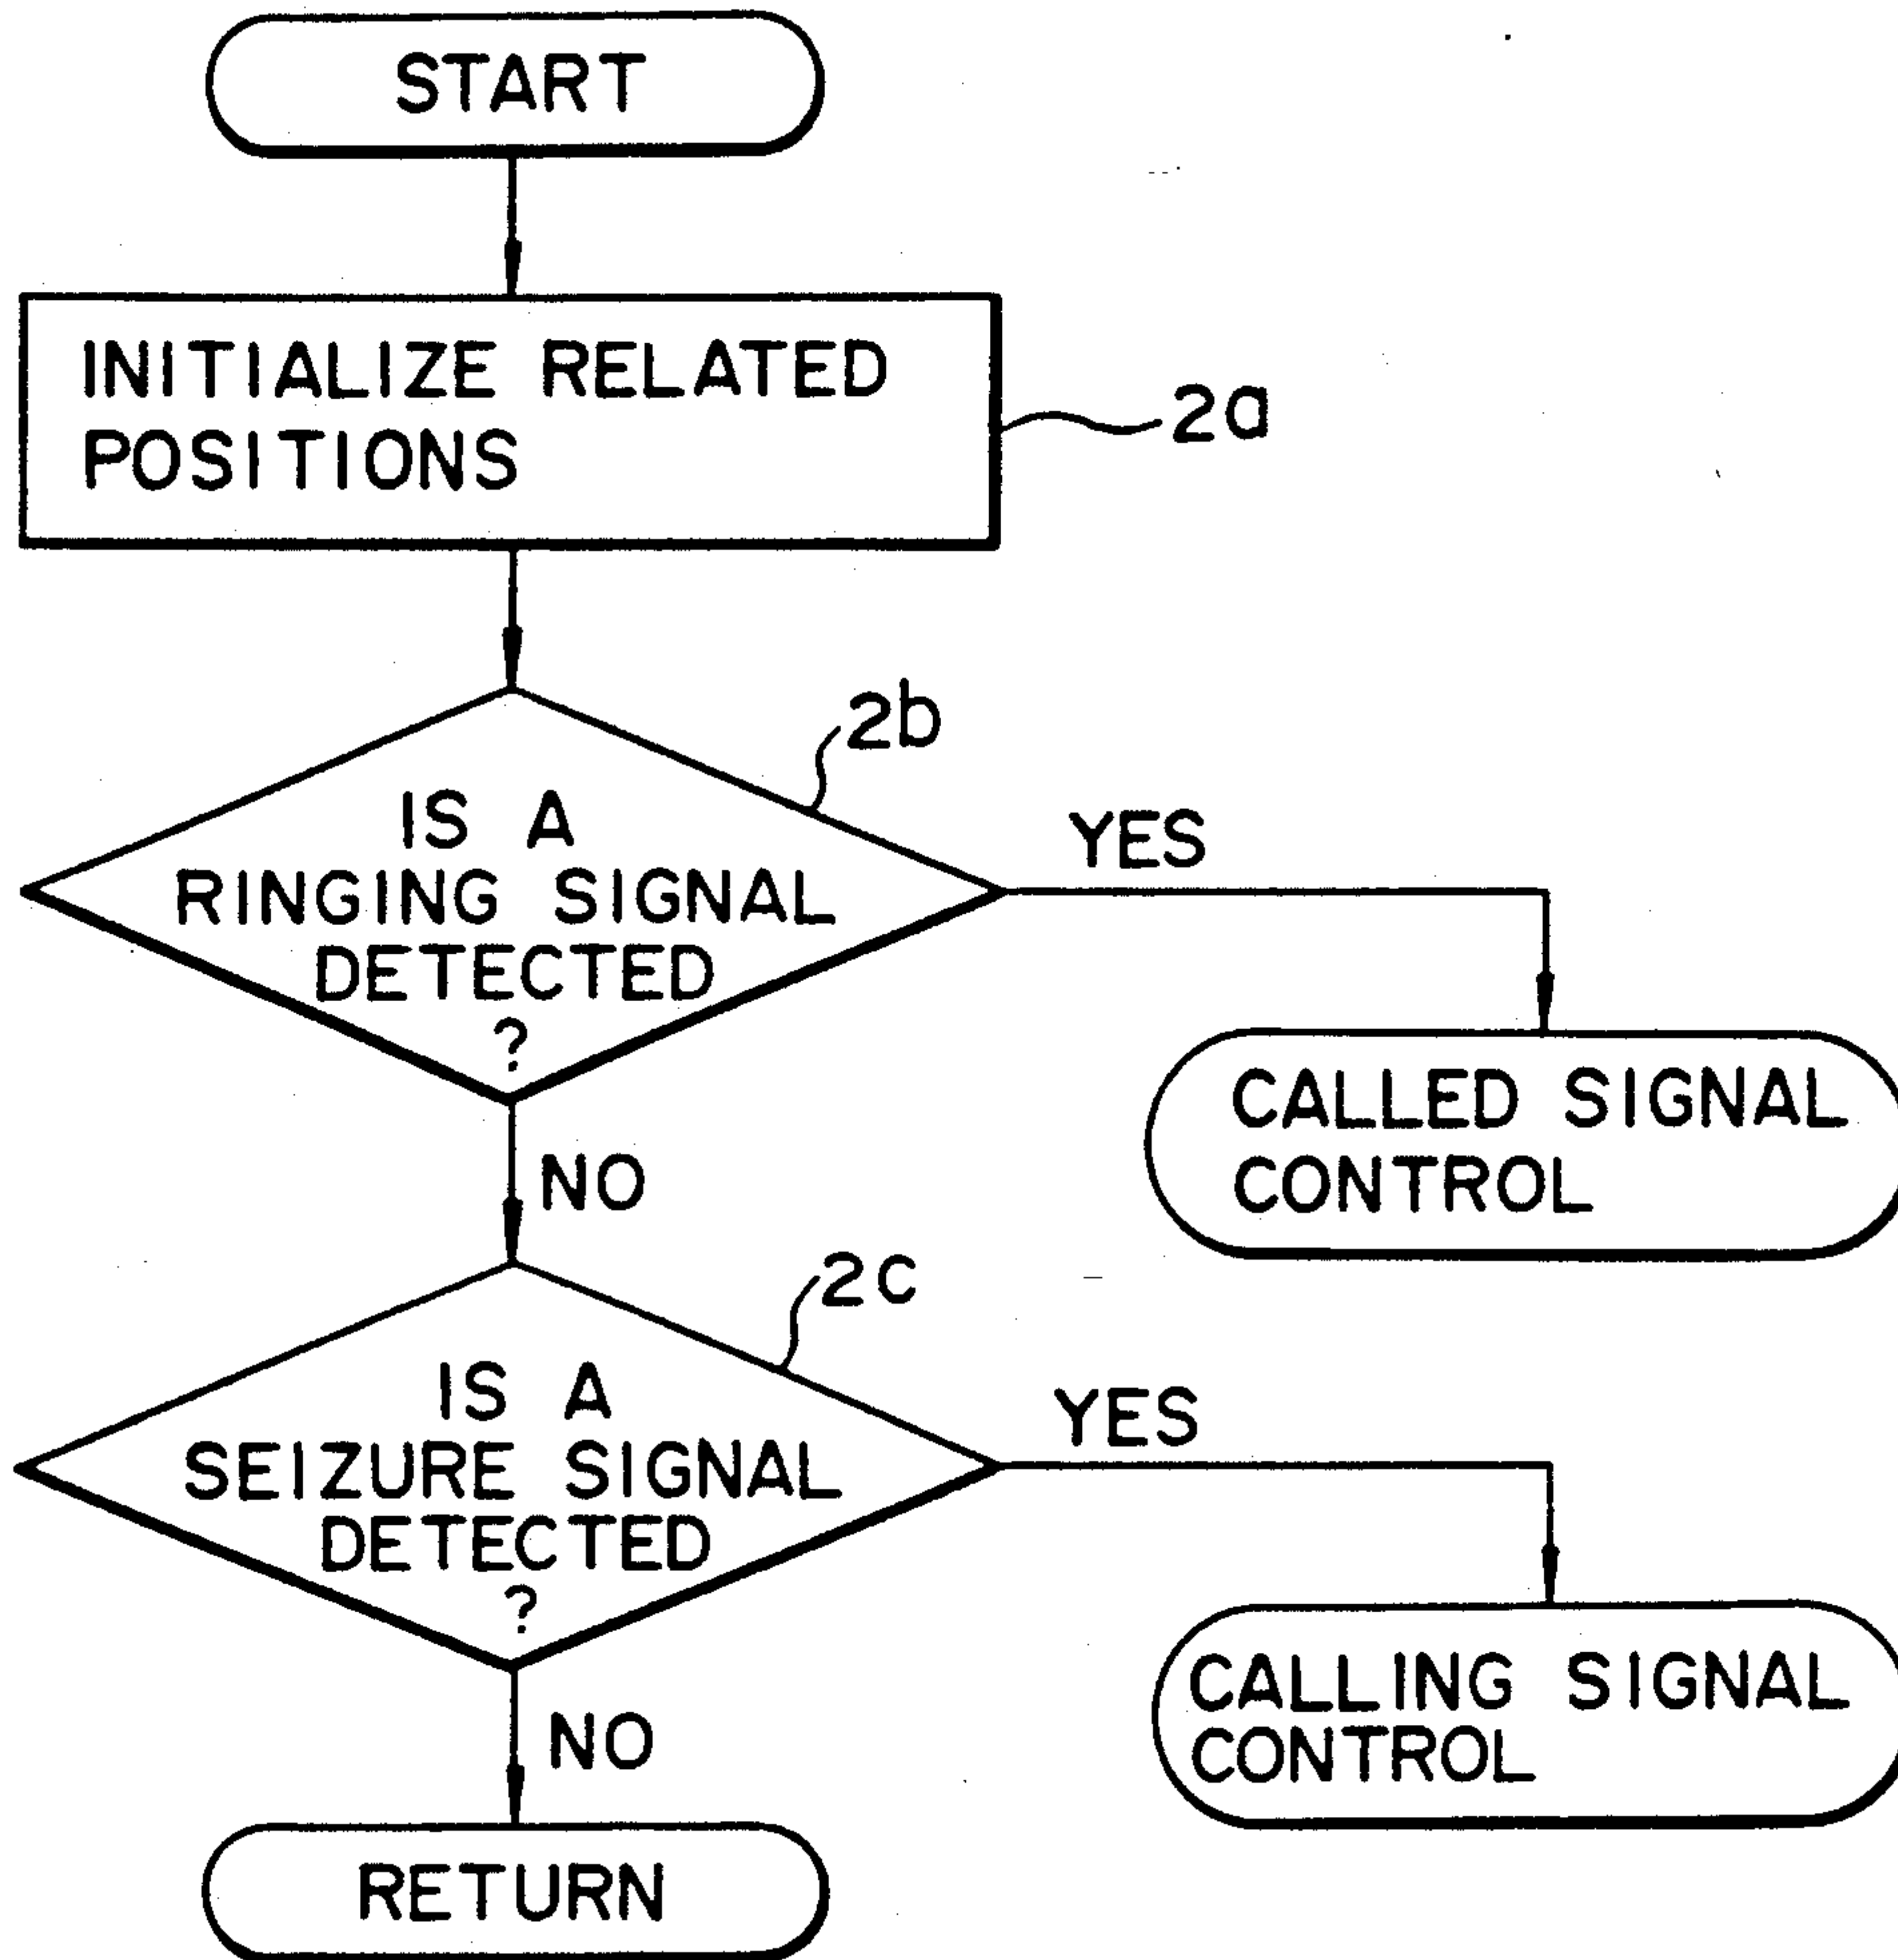 START
INITIALIZE RELATED
POSITIONS
2a
2b
IS A
RINGING SIGNAL
DETECTED
?
YES
CALLED SIGNAL
CONTROL
NO
2c
IS A
SEIZURE SIGNAL
DETECTED
?
YES
CALLING SIGNAL
CONTROL
NO
RETURN